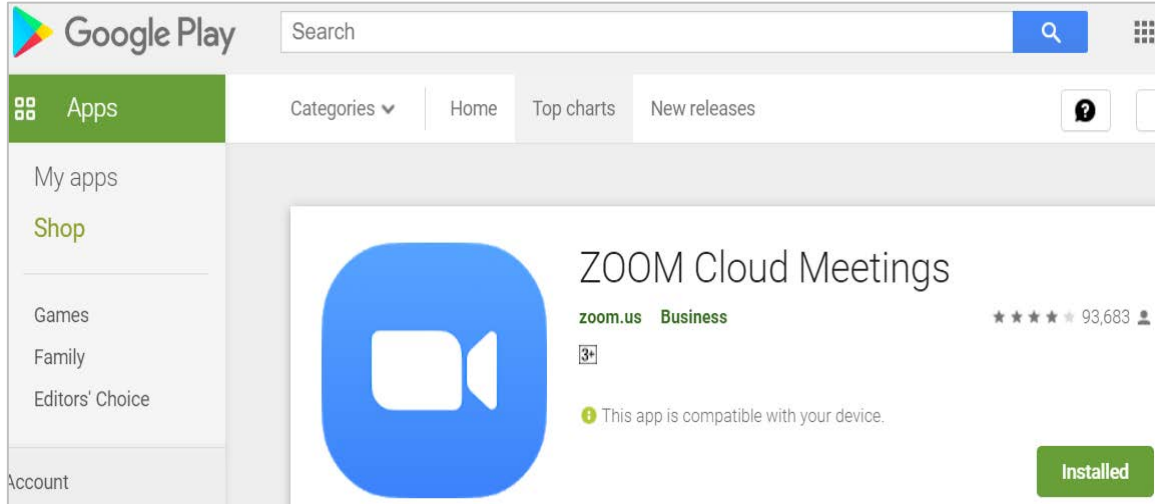 Google Play
Search
Apps
Categories
Home
Top charts
New releases
My apps
Shop
Games
Family
Editors' Choice
Account
ZOOM Cloud Meetings
zoom.us Business
93,683
3+
This app is compatible with your device.
Installed